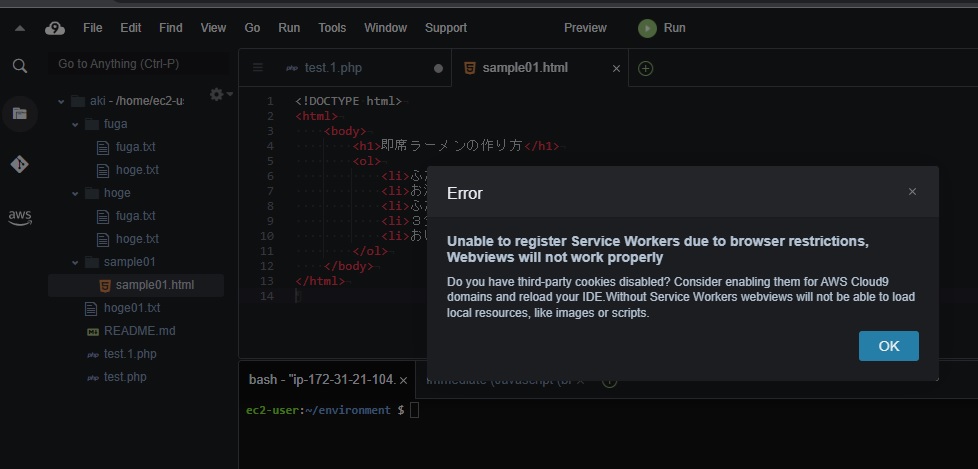 File Edit Find View Go Run Tools Window Support Preview Run
Go to Anything (Ctrl-P)
aki - /home/ec2-u
fuga
fuga.txt
hoge.txt
hoge
fuga.txt
hoge.txt
sample01
sample01.html
hoge01.txt
README.md
test.1.php
test.php
aws
php test.1.php
sample01.html
1 <!DOCTYPE html>
2 <html>
3 <body>
4 <h1>即席ラーメンの作り方</h1>
5 <ol>
6 <li>ふ
7 <li>お
8 <li>ふ
9 <li>3
10 <li>お
11 </ol>
12 </body>
13 </html>
14
Error
Unable to register Service Workers due to browser restrictions,
Webviews will not work properly
Do you have third-party cookies disabled? Consider enabling them for AWS Cloud9
domains and reload your IDE.Without Service Workers webviews will not be able to load
local resources, like images or scripts.
OK
bash - "ip-172-31-21-104. Immediate (Javascript (br
ec2-user:~/environment $